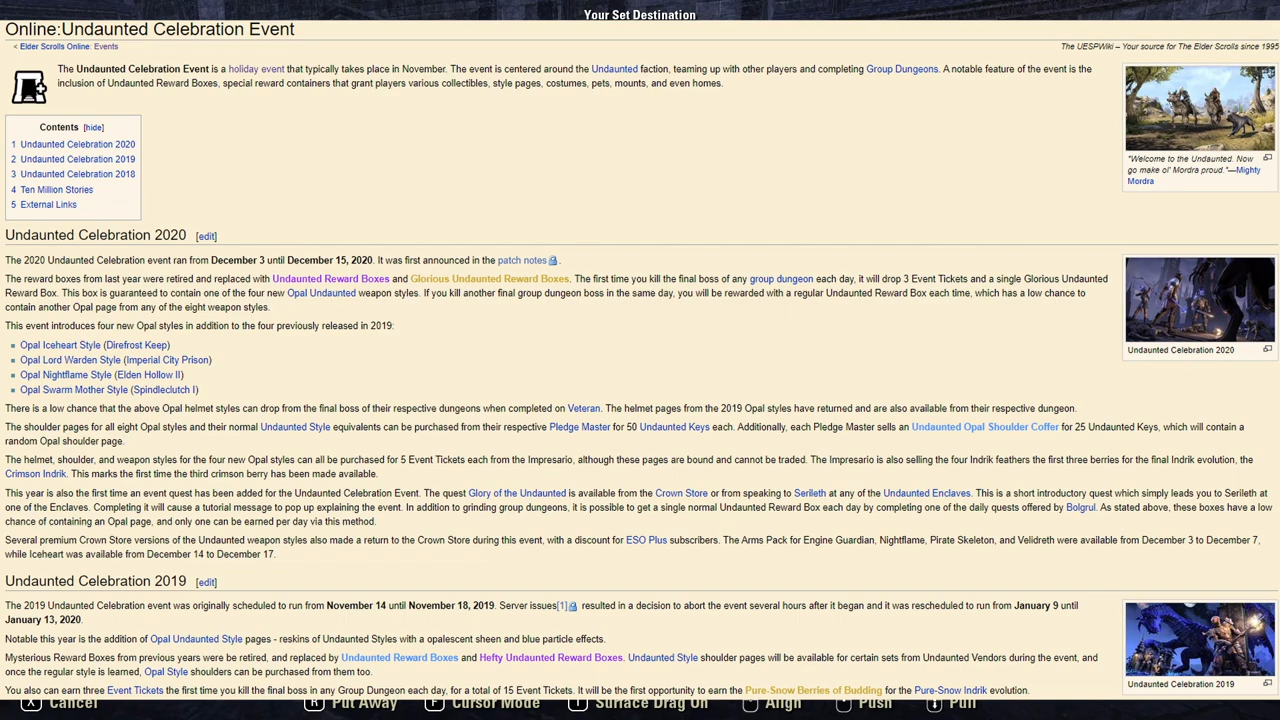 Your Set Destination
Online:Undaunted Celebration Event
< Elder Scrolls Online: Events
The UESPWiki – Your source for The Elder Scrolls since 1995
The Undaunted Celebration Event is a holiday event that typically takes place in November. The event is centered around the Undaunted faction, teaming up with other players and completing Group Dungeons. A notable feature of the event is the
inclusion of Undaunted Reward Boxes, special reward containers that grant players various collectibles, style pages, costumes, pets, mounts, and even homes.
Contents [hide]
1 Undaunted Celebration 2020
2 Undaunted Celebration 2019
3 Undaunted Celebration 2018
4 Ten Million Stories
5 External Links
"Welcome to the Undaunted. Now
go make ol' Mordra proud."—Mighty
Mordra
Undaunted Celebration 2020 [edit]
The 2020 Undaunted Celebration event ran from December 3 until December 15, 2020. It was first announced in the patch notes.
The reward boxes from last year were retired and replaced with Undaunted Reward Boxes and Glorious Undaunted Reward Boxes. The first time you kill the final boss of any group dungeon each day, it will drop 3 Event Tickets and a single Glorious Undaunted
Reward Box. This box is guaranteed to contain one of the four new Opal Undaunted weapon styles. If you kill another final group dungeon boss in the same day, you will be rewarded with a regular Undaunted Reward Box each time, which has a low chance to
contain another Opal page from any of the eight weapon styles.
This event introduces four new Opal styles in addition to the four previously released in 2019:
Opal Iceheart Style (Direfrost Keep)
Opal Lord Warden Style (Imperial City Prison)
Opal Nightflame Style (Elden Hollow II)
Opal Swarm Mother Style (Spindleclutch I)
Undaunted Celebration 2020
There is a low chance that the above Opal helmet styles can drop from the final boss of their respective dungeons when completed on Veteran. The helmet pages from the 2019 Opal styles have returned and are also available from their respective dungeon.
The shoulder pages for all eight Opal styles and their normal Undaunted Style equivalents can be purchased from their respective Pledge Master for 50 Undaunted Keys each. Additionally, each Pledge Master sells an Undaunted Opal Shoulder Coffer for 25 Undaunted Keys, which will contain a
random Opal shoulder page.
The helmet, shoulder, and weapon styles for the four new Opal styles can all be purchased for 5 Event Tickets each from the Impresario, although these pages are bound and cannot be traded. The Impresario is also selling the four Indrik feathers the first three berries for the final Indrik evolution, the
Crimson Indrik. This marks the first time the third crimson berry has been made available.
This year is also the first time an event quest has been added for the Undaunted Celebration Event. The quest Glory of the Undaunted is available from the Crown Store or from speaking to Serileth at any of the Undaunted Enclaves. This is a short introductory quest which simply leads you to Serileth at
one of the Enclaves. Completing it will cause a tutorial message to pop up explaining the event. In addition to grinding group dungeons, it is possible to get a single normal Undaunted Reward Box each day by completing one of the daily quests offered by Bolgrul. As stated above, these boxes have a low
chance of containing an Opal page, and only one can be earned per day via this method.
Several premium Crown Store versions of the Undaunted weapon styles also made a return to the Crown Store during this event, with a discount for ESO Plus subscribers. The Arms Pack for Engine Guardian, Nightflame, Pirate Skeleton, and Velidreth were available from December 3 to December 7,
while Iceheart was available from December 14 to December 17.
Undaunted Celebration 2019 [edit]
The 2019 Undaunted Celebration event was originally scheduled to run from November 14 until November 18, 2019. Server issues[1] resulted in a decision to abort the event several hours after it began and it was rescheduled to run from January 9 until
January 13, 2020.
Notable this year is the addition of Opal Undaunted Style pages - reskins of Undaunted Styles with a opalescent sheen and blue particle effects.
Mysterious Reward Boxes from previous years were be retired, and replaced by Undaunted Reward Boxes and Hefty Undaunted Reward Boxes. Undaunted Style shoulder pages will be available for certain sets from Undaunted Vendors during the event, and
once the regular style is learned, Opal Style shoulders can be purchased from them too.
You also can earn three Event Tickets the first time you kill the final boss in any Group Dungeon each day, for a total of 15 Event Tickets. It will be the first opportunity to earn the Pure-Snow Berries of Budding for the Pure-Snow Indrik evolution.
Undaunted Celebration 2019
X Cancel R Put Away F Cursor Mode Surface Drag On Align Push Pull